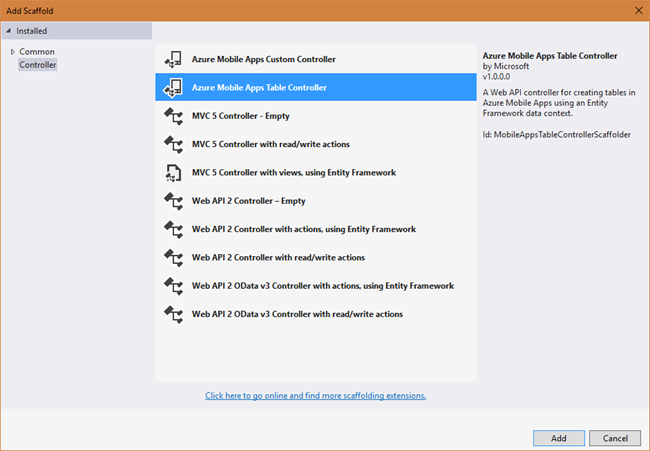 Add Scaffold
Installed
Common
Controller
Azure Mobile Apps Custom Controller
Azure Mobile Apps Table Controller
MVC 5 Controller - Empty
MVC 5 Controller with read/write actions
MVC 5 Controller with views, using Entity Framework
Web API 2 Controller – Empty
Web API 2 Controller with actions, using Entity Framework
Web API 2 Controller with read/write actions
Web API 2 OData v3 Controller with actions, using Entity Framework
Web API 2 OData v3 Controller with read/write actions
Click here to go online and find more scaffolding extensions.
Azure Mobile Apps Table Controller
by Microsoft
v1.0.0.0
A Web API controller for creating tables in
Azure Mobile Apps using an Entity
Framework data context.
Id: MobileAppsTableControllerScaffolder
Add
Cancel